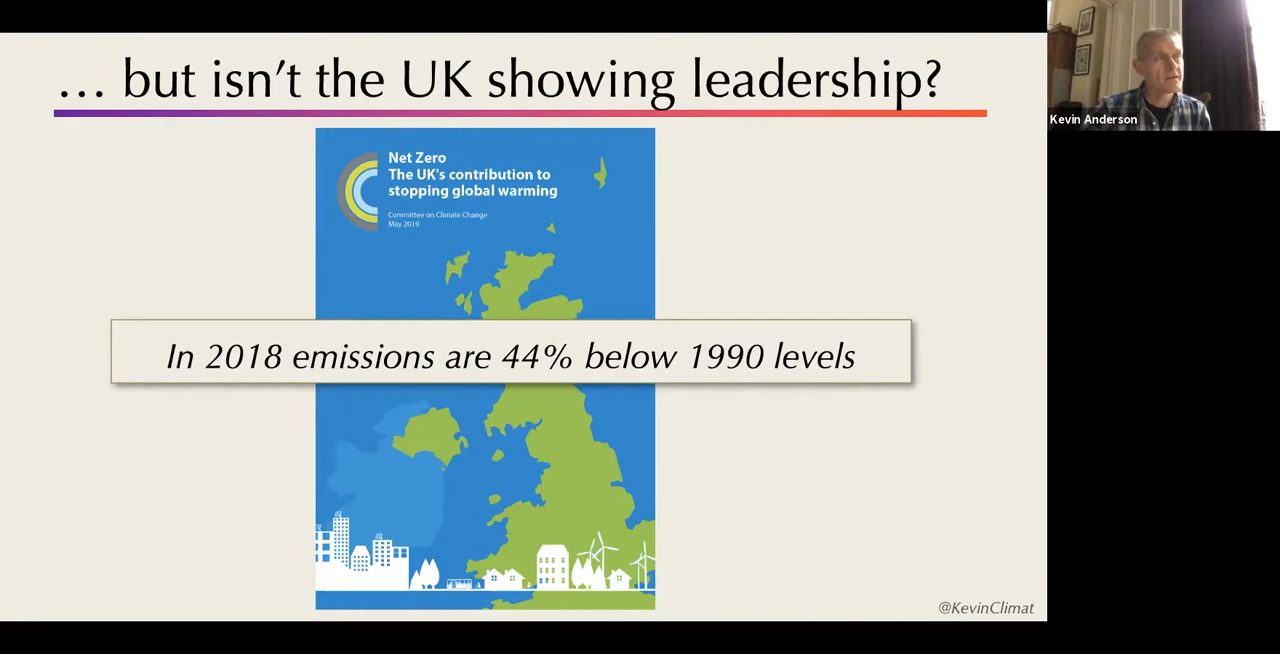 … but isn’t the UK showing leadership?
Net Zero
The UK's contribution to
stopping global warming
Committee on Climate Change
May 2019
In 2018 emissions are 44% below 1990 levels
@KevinClimat
Kevin Anderson